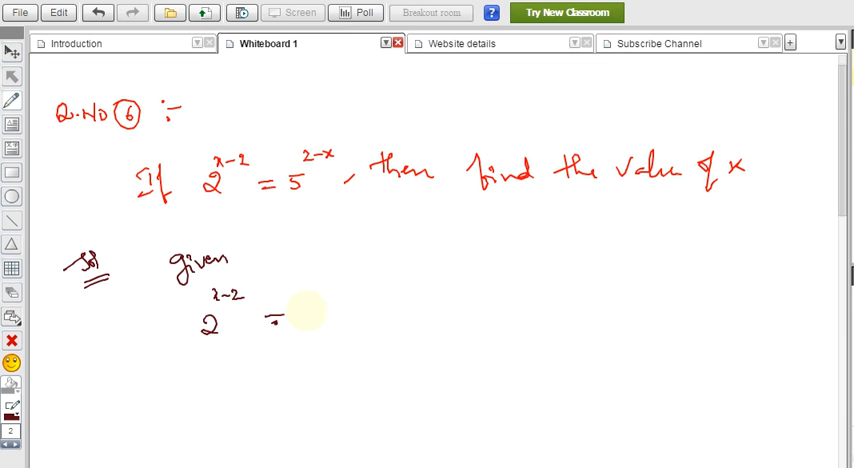 File Edit Screen Poll Breakout room ? Try New Classroom
Introduction Whiteboard 1 Website details Subscribe Channel
Q.NO 6 :-
If 2^{x-2} = 5^{2-x}, then find the value of x
Sol given
2^{x-2} =
2